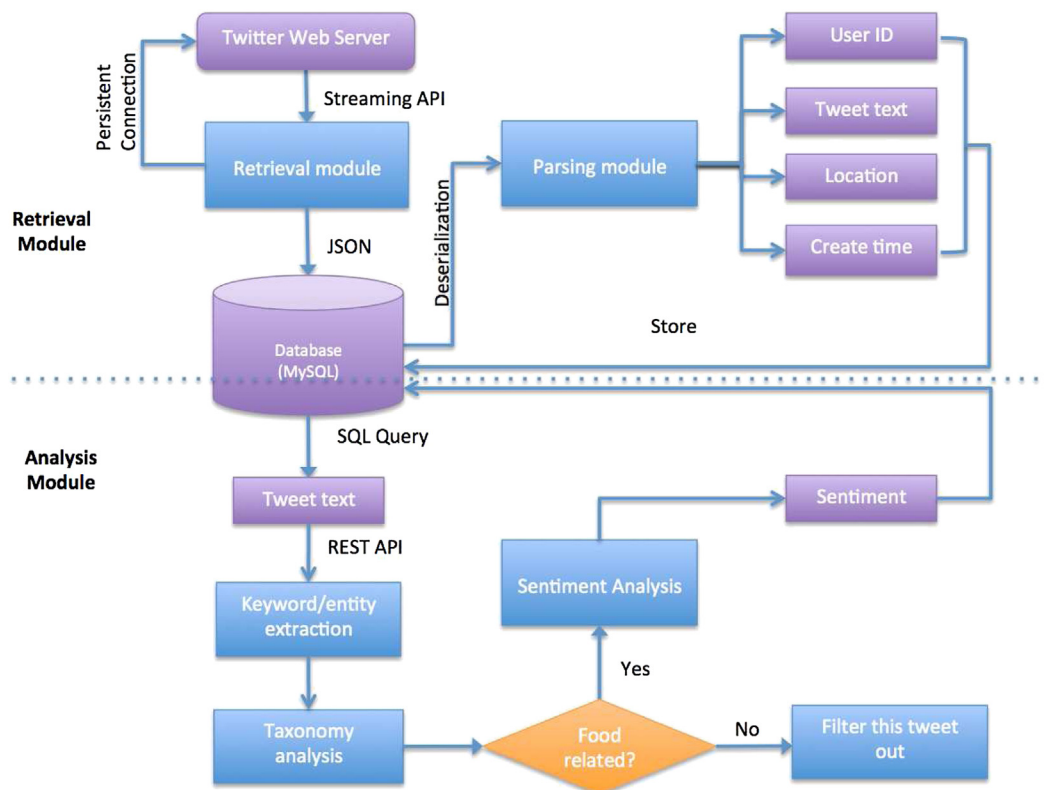 Twitter Web Server
User ID
Persistent
Connection
Streaming API
Tweet text
Retrieval module
Parsing module
Location
Retrieval
Module
JSON
Deserialization
Create time
Store
Database
(MySQL)
SQL Query
Analysis
Module
Tweet text
Sentiment
REST API
Keyword/entity
extraction
Sentiment Analysis
Yes
Taxonomy
analysis
Food
related?
No
Filter this tweet
out